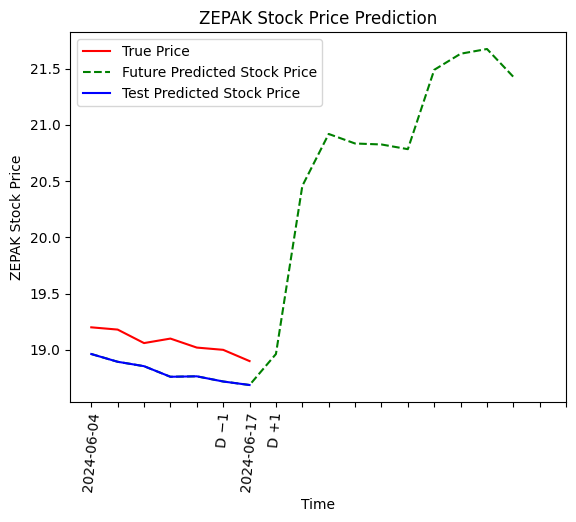 ZEPAK Stock Price Prediction
True Price
Future Predicted Stock Price
Test Predicted Stock Price
ZEPAK Stock Price
21.5
21.0
20.5
20.0
19.5
19.0
2024-06-04
D −1
2024-06-17
D +1
Time